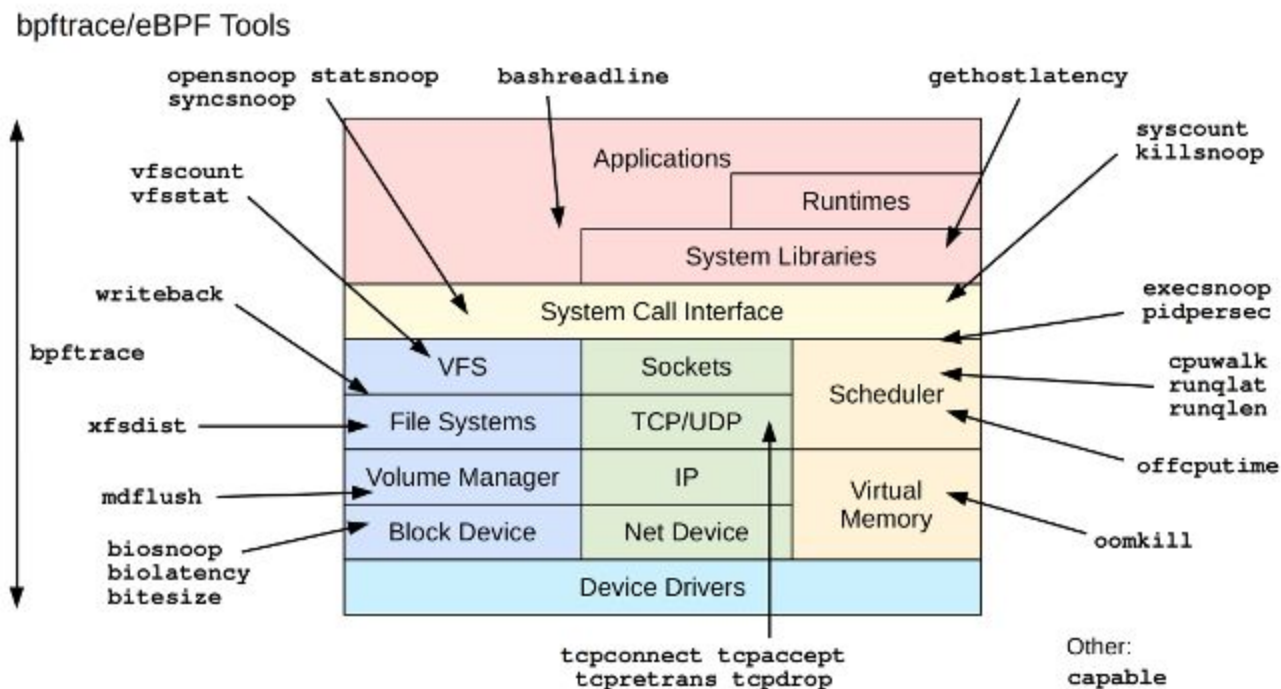 bpftrace/eBPF Tools
opensnoop statsnoop
syncsnoop
bashreadline
gethostlatency
syscount
killsnoop
vfscount
vfsstat
Applications
Runtimes
System Libraries
writeback
System Call Interface
execsnoop
pidpersec
bpftrace
VFS
Sockets
Scheduler
cpuwalk
runqlat
runqlen
xfsdist
File Systems
TCP/UDP
offcputime
mdflush
Volume Manager
IP
Virtual
Memory
biosnoop
biolatency
bitesize
Block Device
Net Device
oomkill
Device Drivers
tcpconnect tcpaccept
tcpretrans tcpdrop
Other:
capable